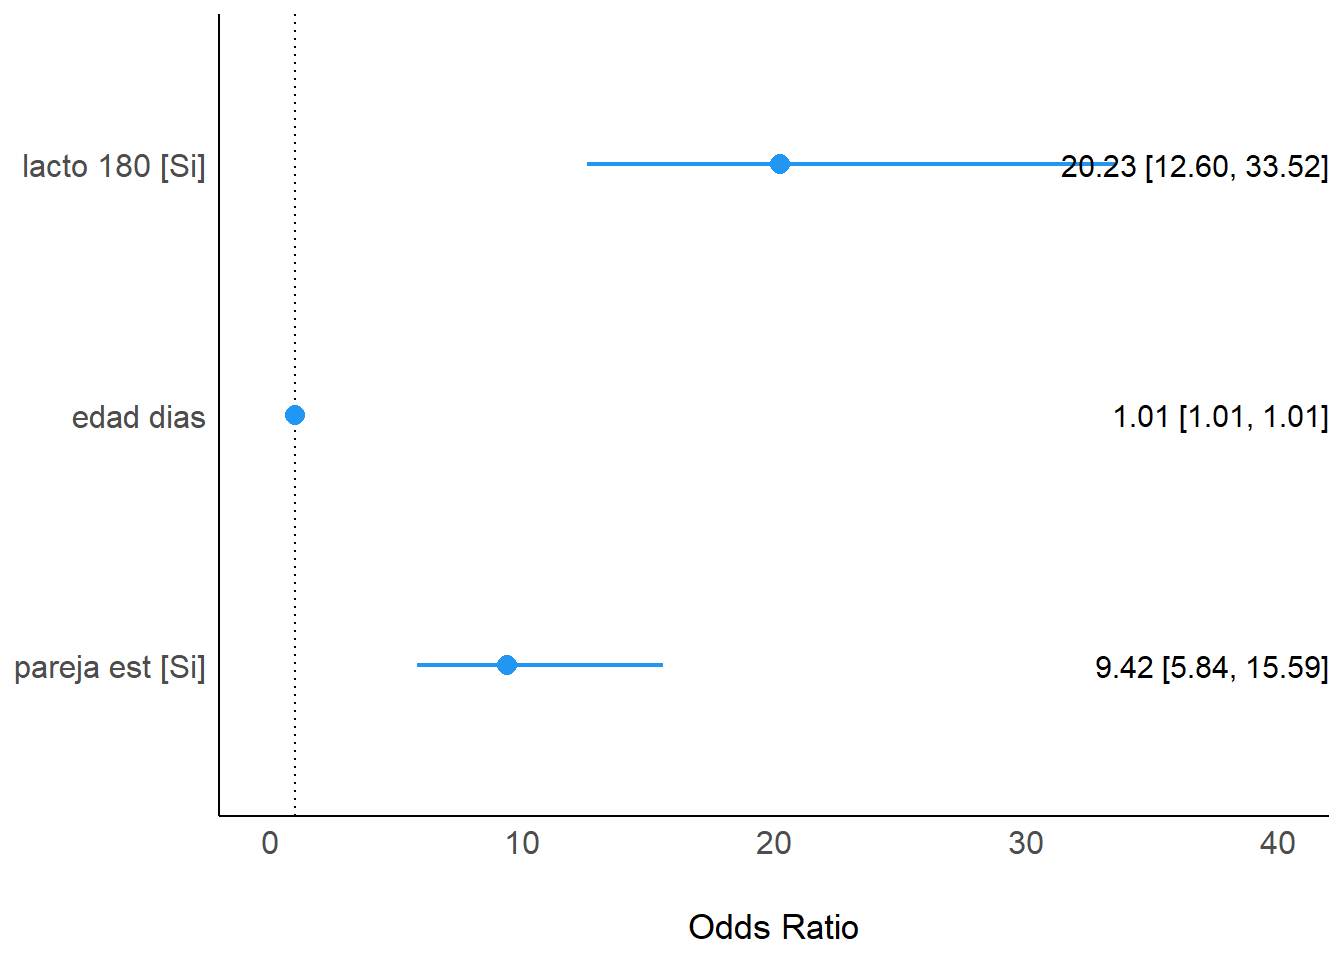 lacto 180 [Si] 20.23 [12.60, 33.52]
edad dias 1.01 [1.01, 1.01]
pareja est [Si] 9.42 [5.84, 15.59]
0 10 20 30 40
Odds Ratio